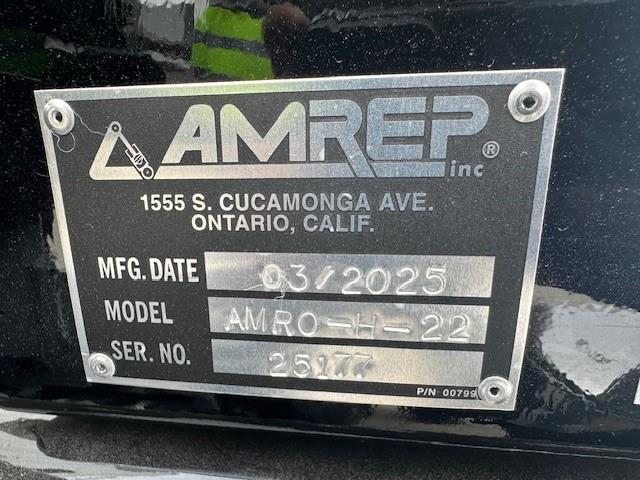 AMREP inc ®
1555 S. CUCAMONGA AVE.
ONTARIO, CALIF.
MFG. DATE 03/2025
MODEL AMRO-H-22
SER. NO. 25177
P/N 00799